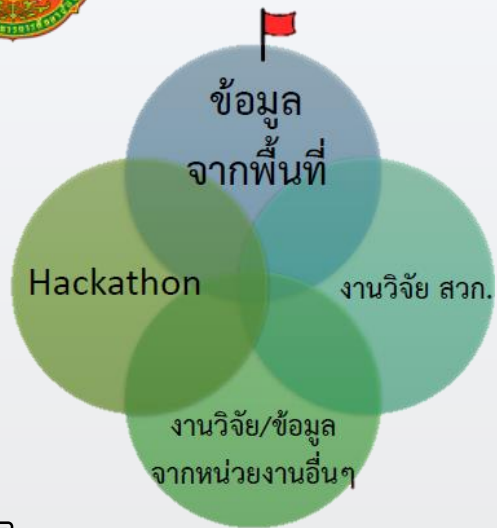 ข้อมูล
จากพื้นที่
Hackathon
งานวิจัย สวก.
งานวิจัย/ข้อมูล
จากหน่วยงานอื่นๆ